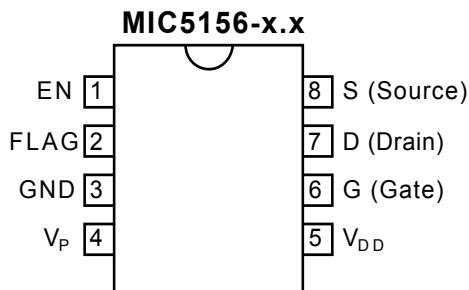 MIC5156-x.x
EN 1 8 S (Source)
FLAG 2 7 D (Drain)
GND 3 6 G (Gate)
VP 4 5 VDD